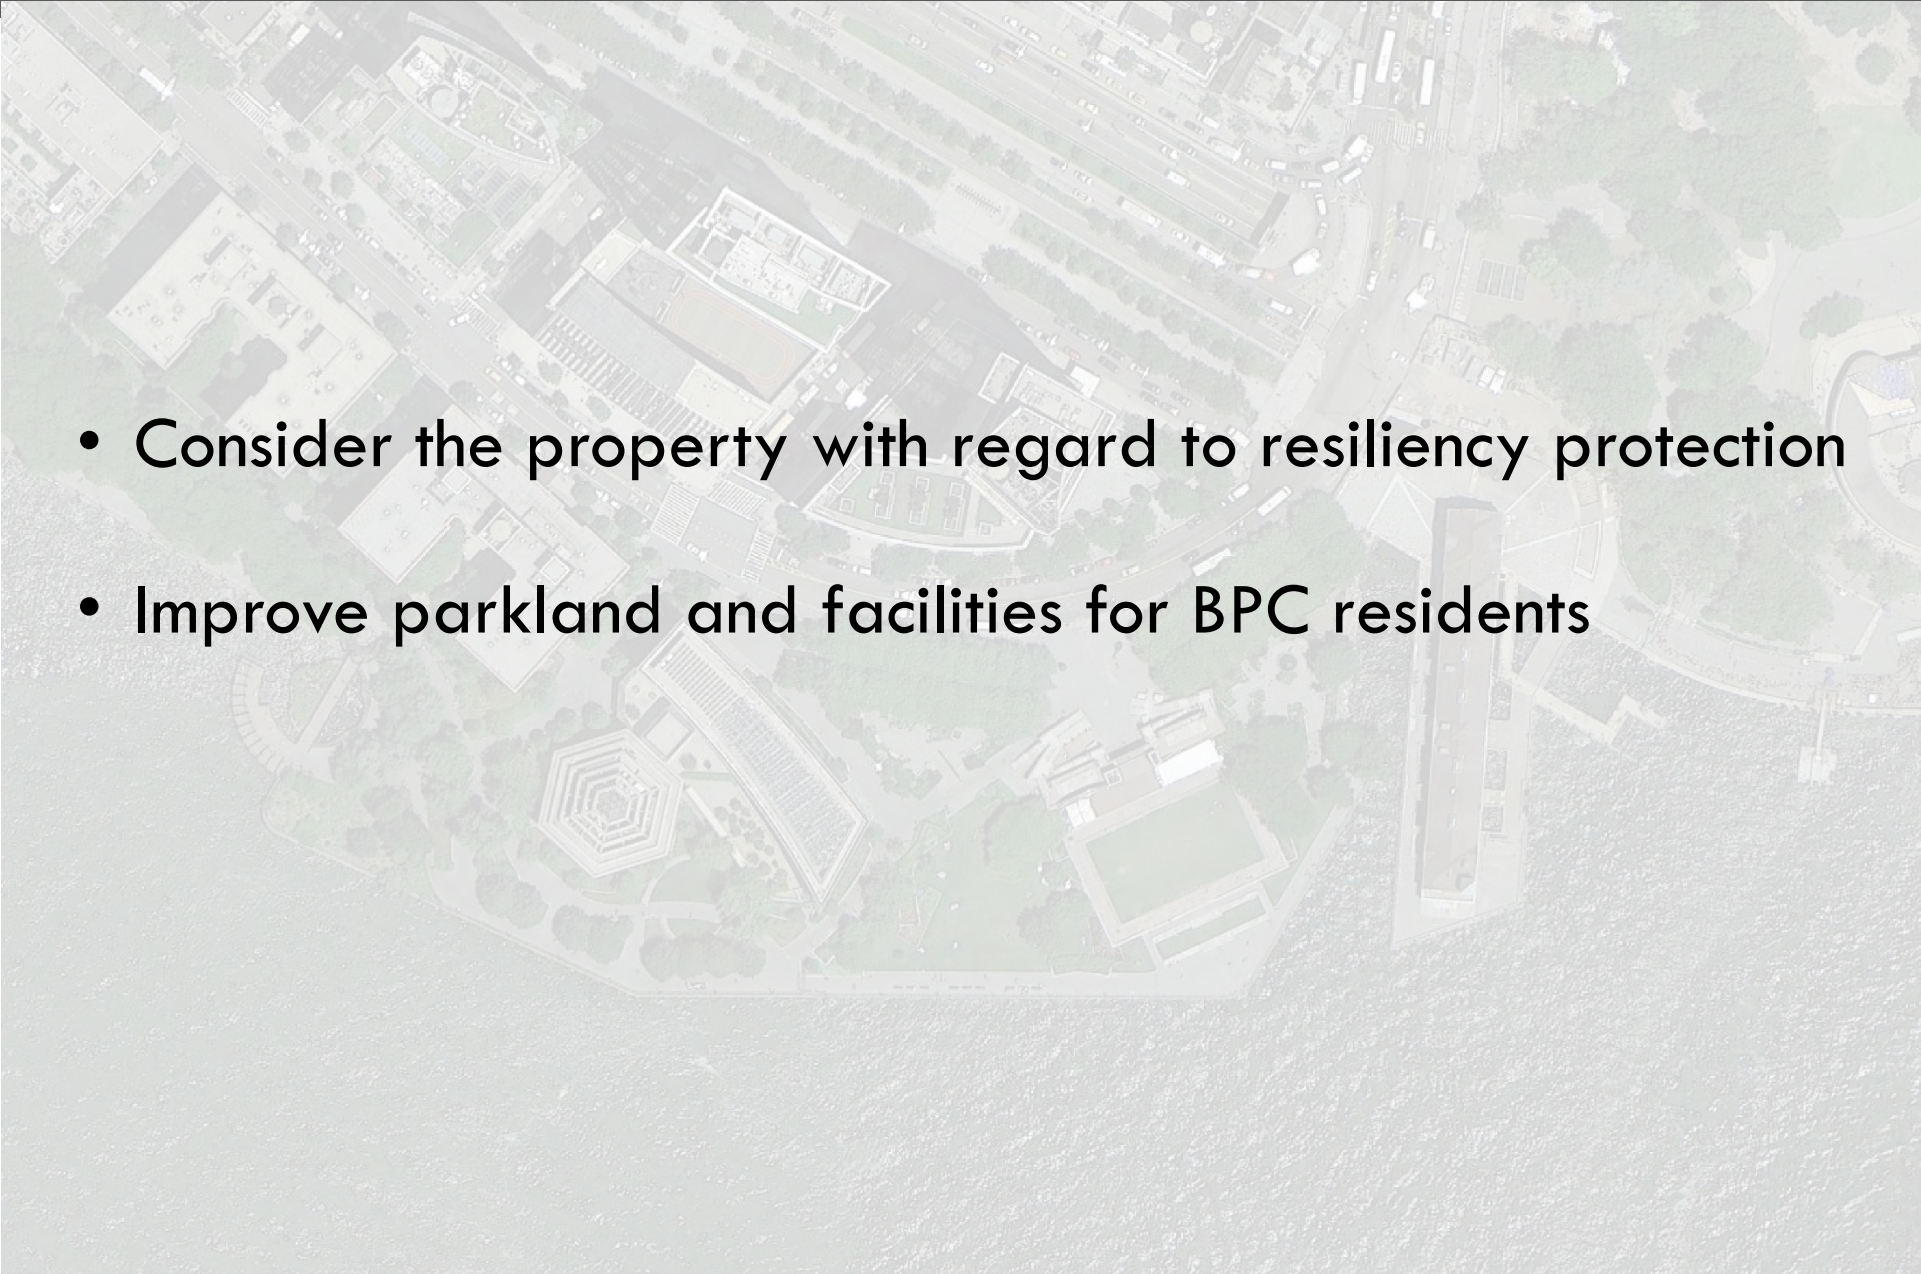 • Consider the property with regard to resiliency protection
• Improve parkland and facilities for BPC residents